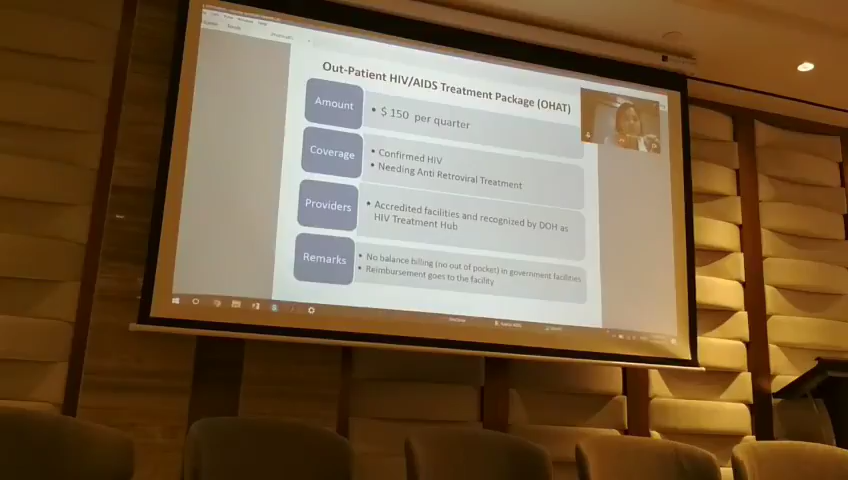 Out-Patient HIV/AIDS Treatment Package (OHAT)
Amount
• $ 150 per quarter
Coverage
• Confirmed HIV
• Needing Anti Retroviral Treatment
Providers
• Accredited facilities and recognized by DOH as
HIV Treatment Hub
Remarks
• No balance billing (no out of pocket) in government facilities
• Reimbursement goes to the facility